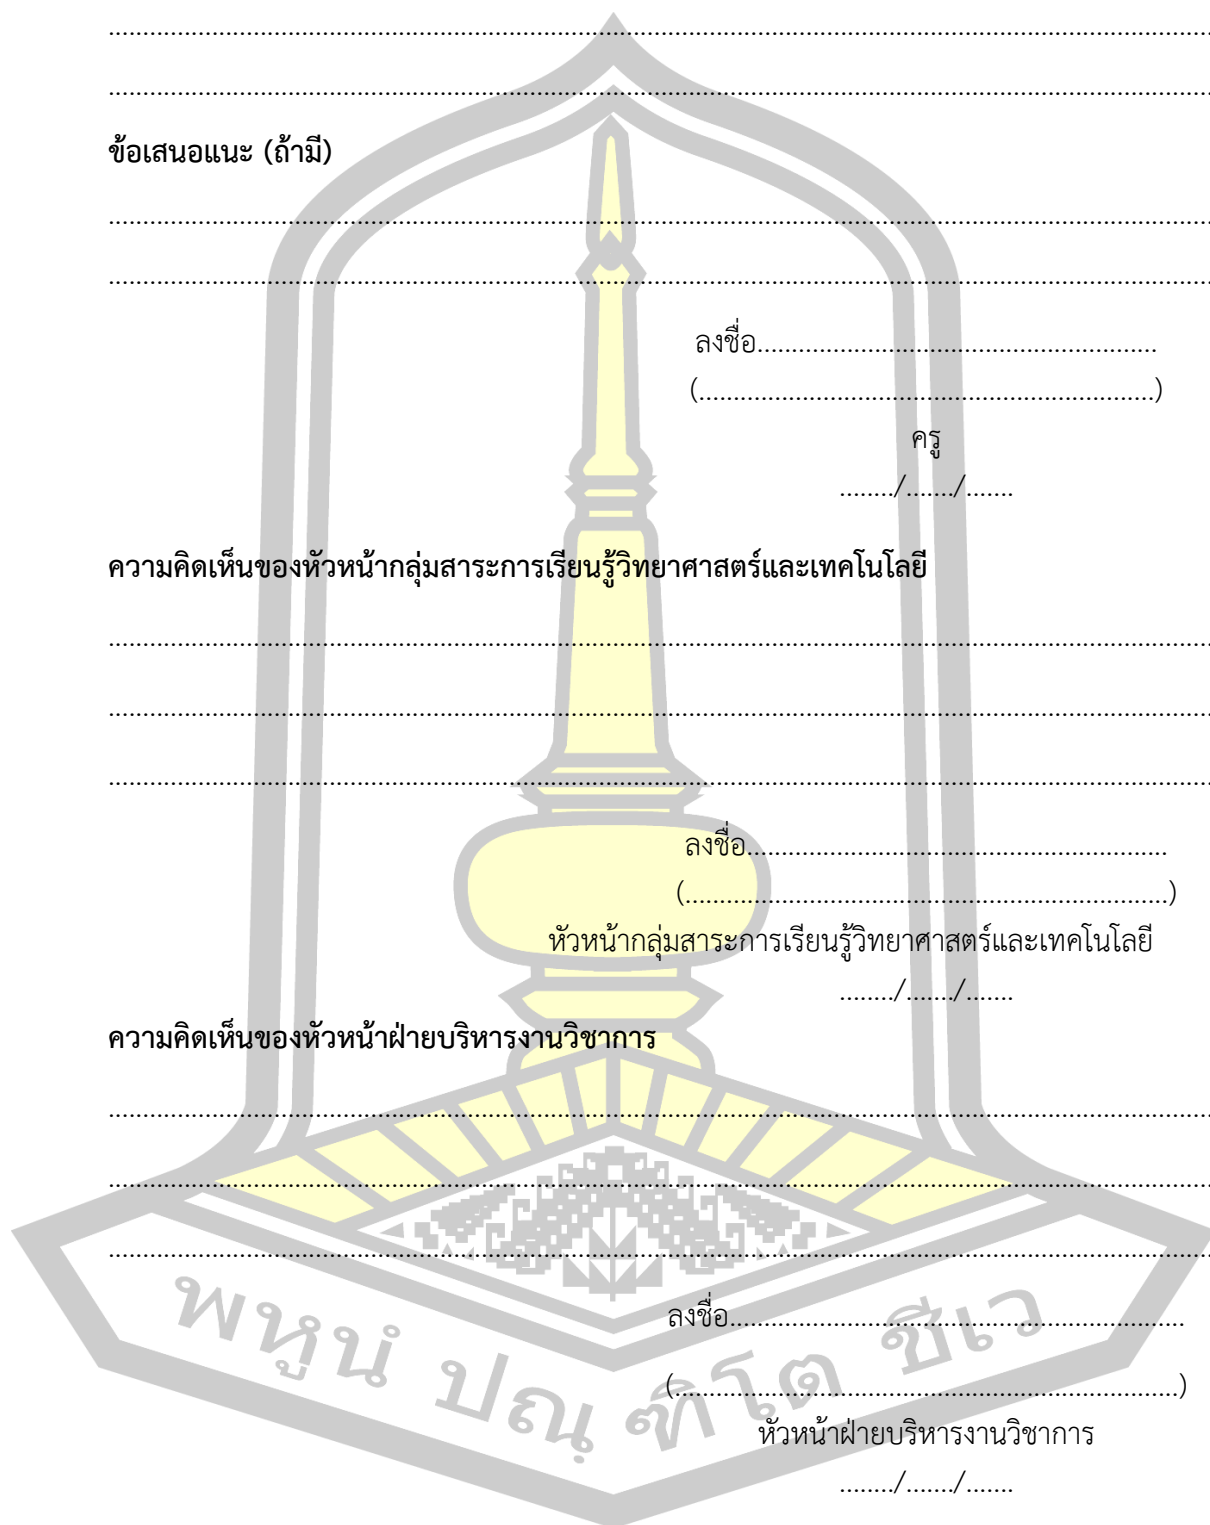 ................................................................................................................................................................
................................................................................................................................................................
ข้อเสนอแนะ (ถ้ามี)
................................................................................................................................................................
................................................................................................................................................................
ลงชื่อ..........................................................
(..................................................................)
ครู
......../......./.......
ความคิดเห็นของหัวหน้ากลุ่มสาระการเรียนรู้วิทยาศาสตร์และเทคโนโลยี
................................................................................................................................................................
................................................................................................................................................................
................................................................................................................................................................
ลงชื่อ.............................................................
(......................................................................)
หัวหน้ากลุ่มสาระการเรียนรู้วิทยาศาสตร์และเทคโนโลยี
......../......./.......
ความคิดเห็นของหัวหน้าฝ่ายบริหารงานวิชาการ
................................................................................................................................................................
................................................................................................................................................................
................................................................................................................................................................
ลงชื่อ..................................................................
(.........................................................................)
หัวหน้าฝ่ายบริหารงานวิชาการ
......../......./.......
พหูนํ ปณฺฑิโต ชีเว